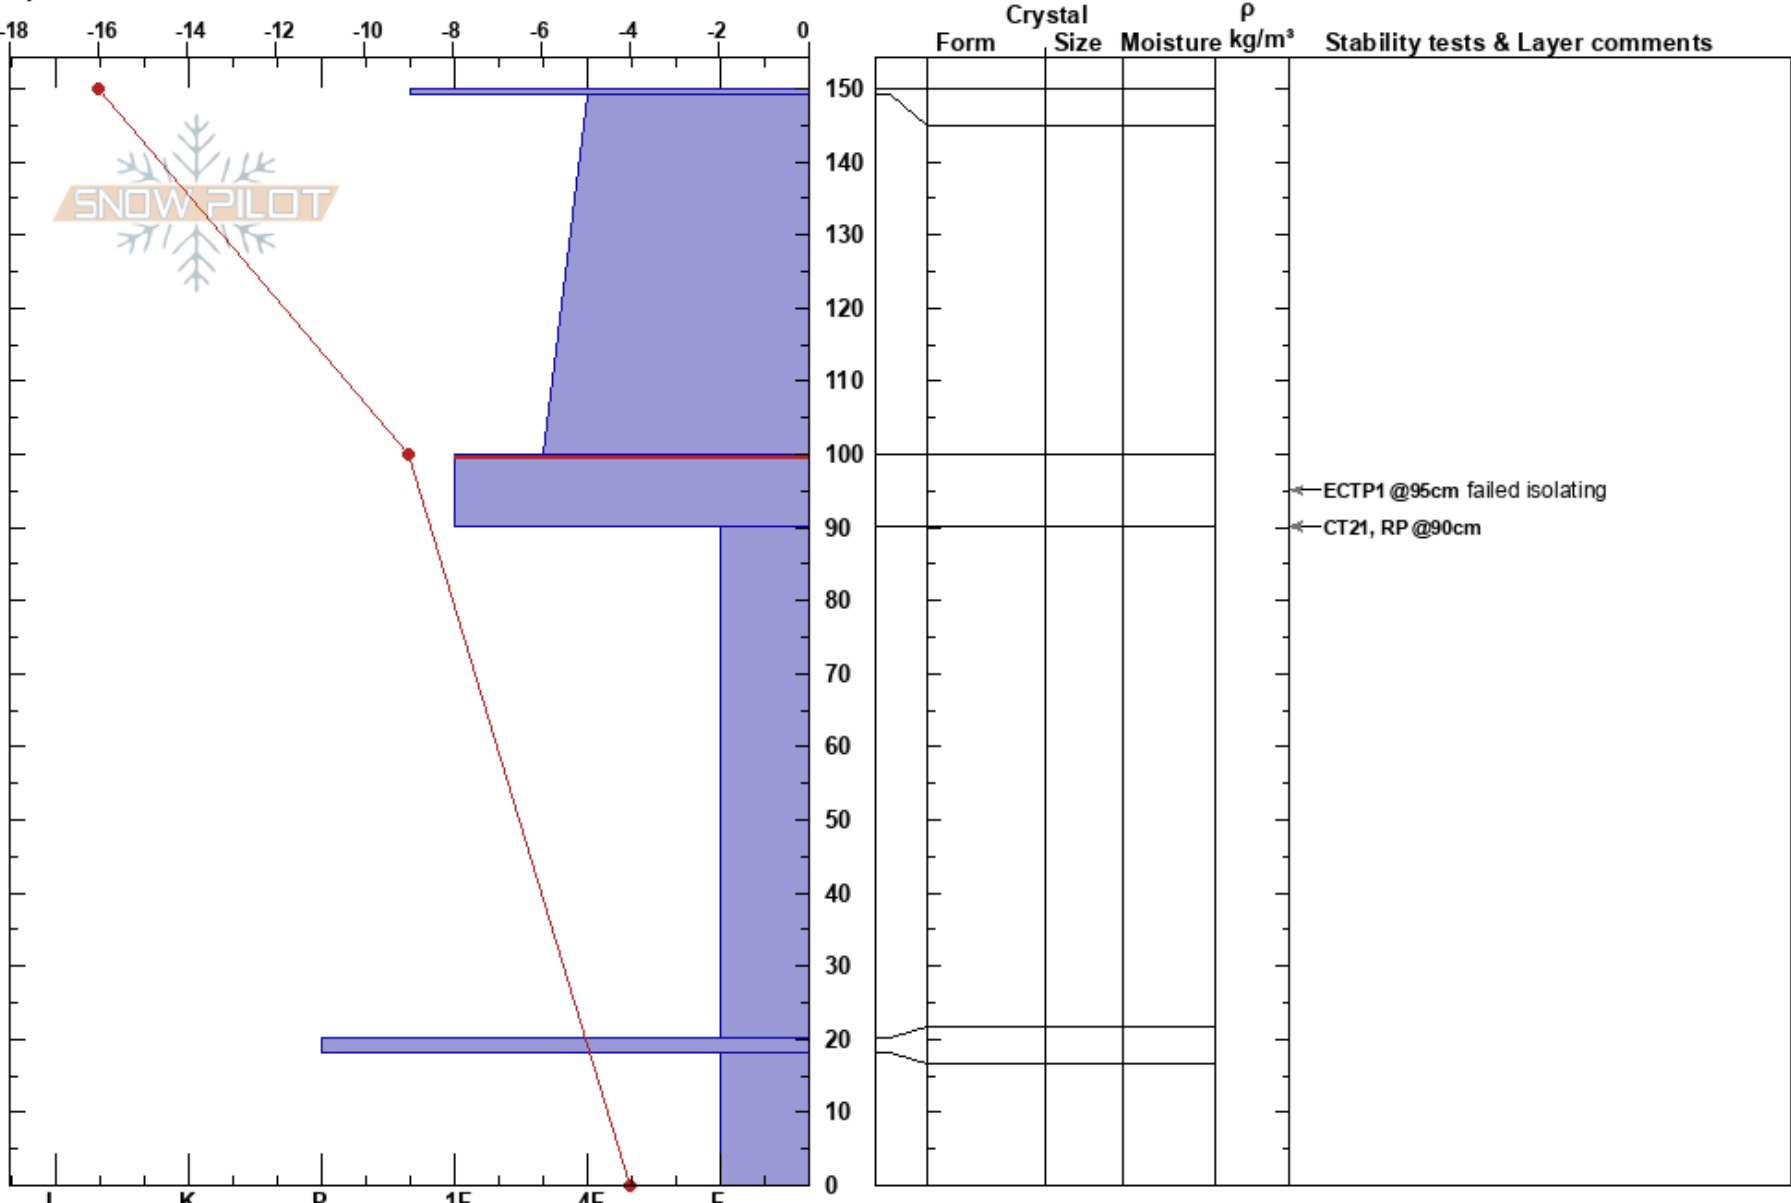 Crystal ρ
-18 -16 -14 -12 -10 -8 -6 -4 -2 0
Form Size Moisture kg/m³ Stability tests & Layer comments
150
SNOW PILOT
140
130
120
110
100
ECTP1 @95cm failed isolating
90
CT21, RP @90cm
80
70
60
50
40
30
20
10
0
I K P 1F 4F F